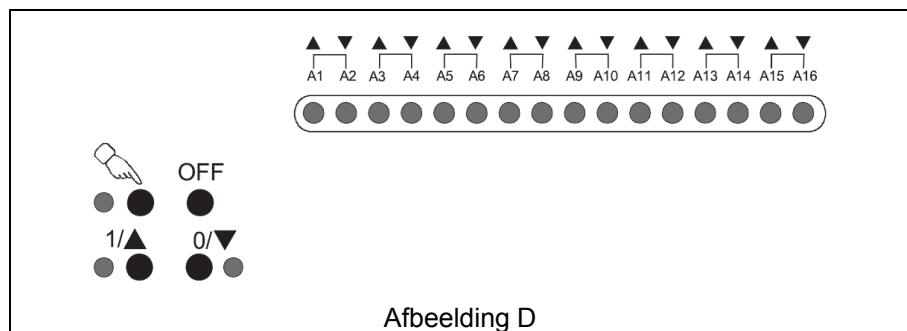 ▲ ▼ ▲ ▼ ▲ ▼ ▲ ▼ ▲ ▼ ▲ ▼ ▲ ▼ ▲ ▼
A1 A2 A3 A4 A5 A6 A7 A8 A9 A10 A11 A12 A13 A14 A15 A16
OFF
1/▲ 0/▼
Afbeelding D